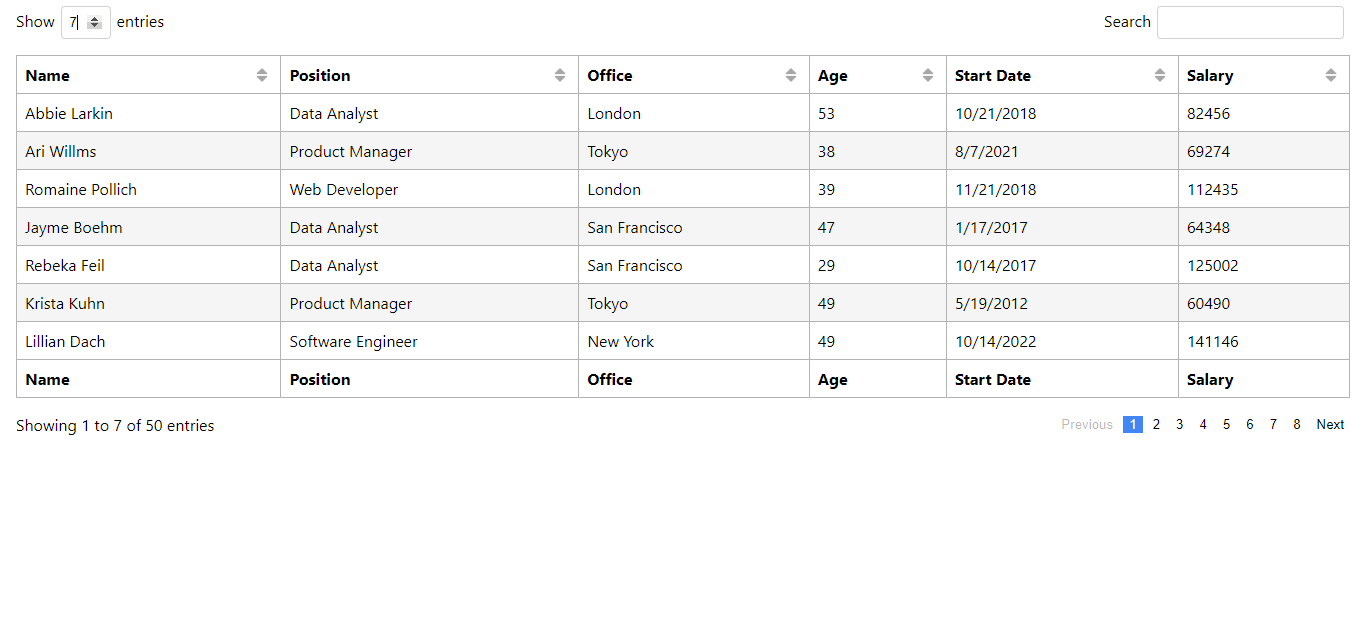 Show 7 entries Search
Name Position Office Age Start Date Salary
Abbie Larkin Data Analyst London 53 10/21/2018 82456
Ari Willms Product Manager Tokyo 38 8/7/2021 69274
Romaine Pollich Web Developer London 39 11/21/2018 112435
Jayme Boehm Data Analyst San Francisco 47 1/17/2017 64348
Rebeka Feil Data Analyst San Francisco 29 10/14/2017 125002
Krista Kuhn Product Manager Tokyo 49 5/19/2012 60490
Lillian Dach Software Engineer New York 49 10/14/2022 141146
Name Position Office Age Start Date Salary
Showing 1 to 7 of 50 entries Previous 1 2 3 4 5 6 7 8 Next